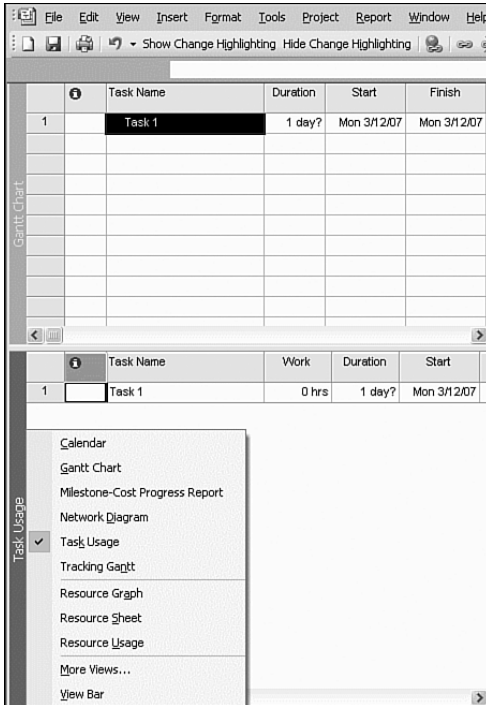 File Edit View Insert Format Tools Project Report Window Help
Show Change Highlighting Hide Change Highlighting
Task Name Duration Start Finish
1 Task 1 1 day? Mon 3/12/07 Mon 3/12/07
Gantt Chart
Task Name Work Duration Start
1 Task 1 0 hrs 1 day? Mon 3/12/07
Task Usage
Calendar
Gantt Chart
Milestone-Cost Progress Report
Network Diagram
Task Usage
Tracking Gantt
Resource Graph
Resource Sheet
Resource Usage
More Views...
View Bar